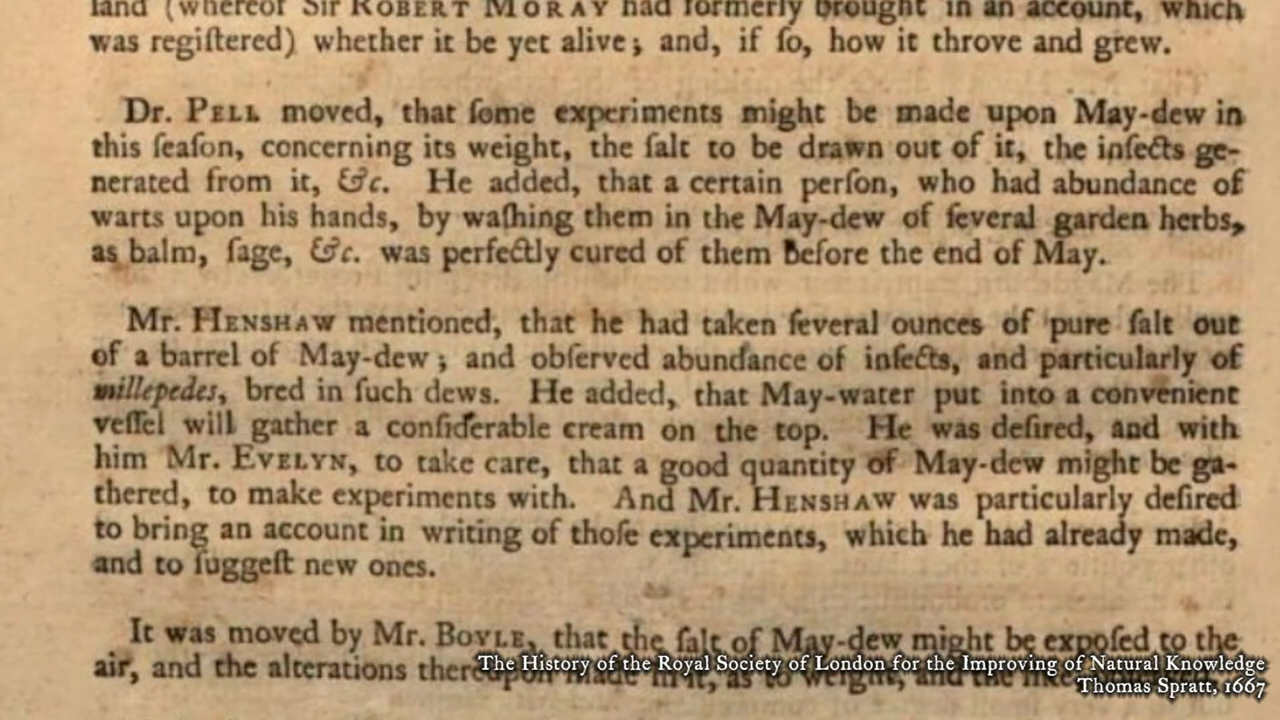 land (whereof Sir ROBERT MORAY had formerly brought in an account, which
was regiſtered) whether it be yet alive; and, if ſo, how it throve and grew.
Dr. PELL moved, that ſome experiments might be made upon May-dew in
this ſeaſon, concerning its weight, the ſalt to be drawn out of it, the inſects ge-
nerated from it, &c. He added, that a certain perſon, who had abundance of
warts upon his hands, by waſhing them in the May-dew of ſeveral garden herbs,
as balm, ſage, &c. was perfectly cured of them before the end of May.
Mr. HENSHAW mentioned, that he had taken ſeveral ounces of pure ſalt out
of a barrel of May-dew; and obſerved abundance of inſects, and particularly of
millepedes, bred in ſuch dews. He added, that May-water put into a convenient
veſſel will gather a conſiderable cream on the top. He was deſired, and with
him Mr. EVELYN, to take care, that a good quantity of May-dew might be ga-
thered, to make experiments with. And Mr. HENSHAW was particularly deſired
to bring an account in writing of thoſe experiments, which he had already made,
and to ſuggeſt new ones.
It was moved by Mr. BOYLE, that the ſalt of May-dew might be expoſed to the
air, and the alterations thereupon made in it, as to weight, and the
The History of the Royal Society of London for the Improving of Natural Knowledge
Thomas Spratt, 1667